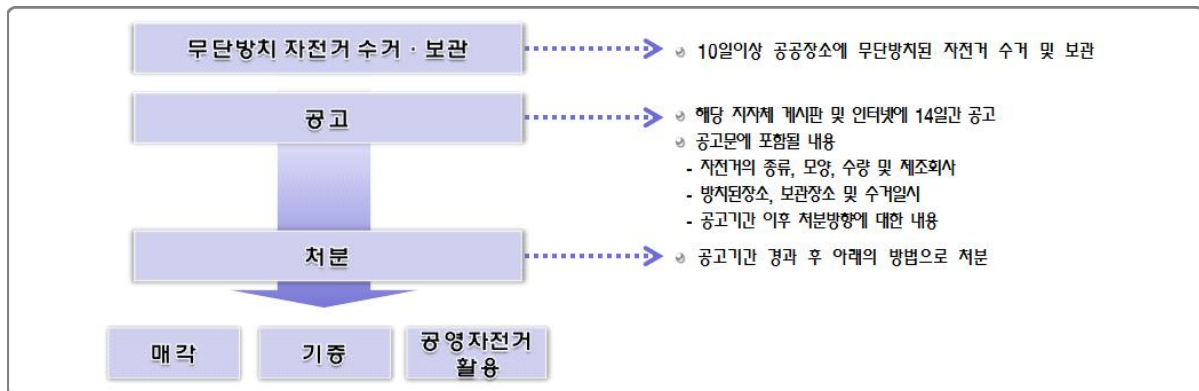 무단방치 자전거 수거 · 보관
10일이상 공공장소에 무단방치된 자전거 수거 및 보관
공고
해당 지자체 게시판 및 인터넷에 14일간 공고
공고문에 포함될 내용
- 자전거의 종류, 모양, 수량 및 제조회사
- 방치된장소, 보관장소 및 수거일시
- 공고기간 이후 처분방향에 대한 내용
처분
공고기간 경과 후 아래의 방법으로 처분
매각
기증
공영자전거
활용